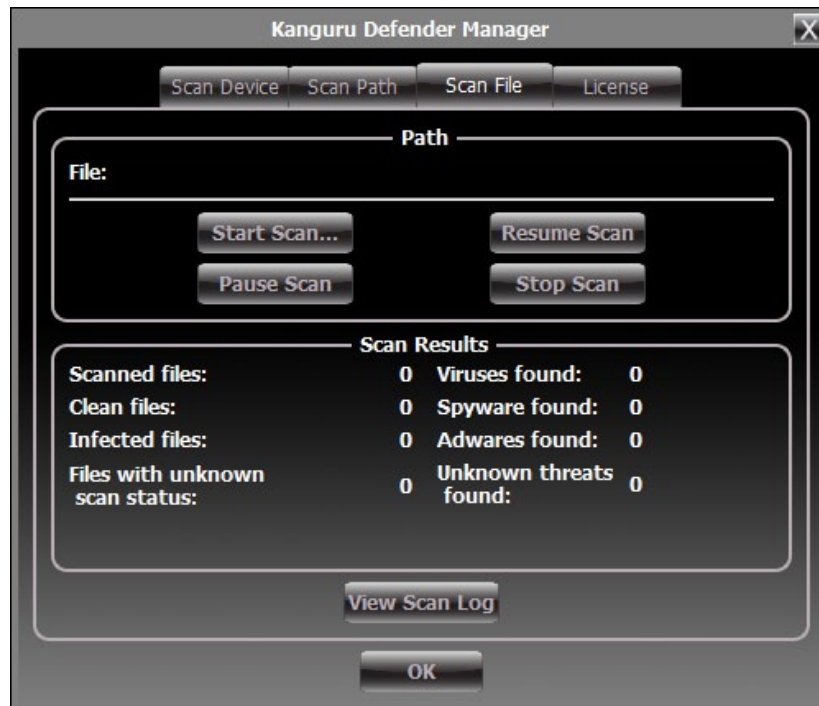 Kanguru Defender Manager
X
Scan Device Scan Path Scan File License
Path
File:
Start Scan... Resume Scan
Pause Scan Stop Scan
Scan Results
Scanned files: 0 Viruses found: 0
Clean files: 0 Spyware found: 0
Infected files: 0 Adwares found: 0
Files with unknown scan status: 0 Unknown threats found: 0
View Scan Log
OK